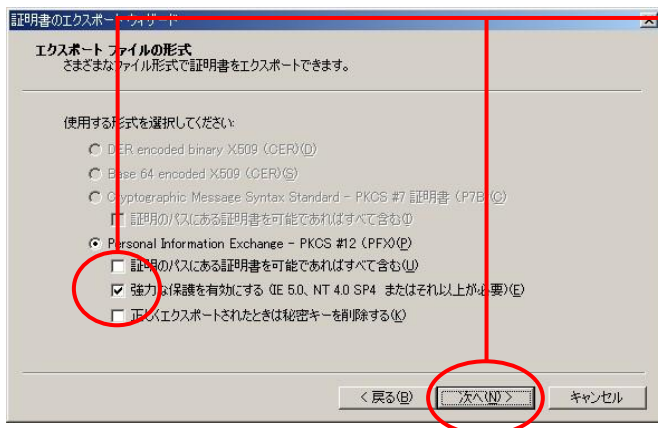 証明書のエクスポート ウィザード
エクスポート ファイルの形式
さまざまなファイル形式で証明書をエクスポートできます。
使用する形式を選択してください:
DER encoded binary X.509 (CER)(D)
Base 64 encoded X.509 (CER)(S)
Cryptographic Message Syntax Standard - PKCS #7 証明書 (P7B)(C)
証明のパスにある証明書を可能であればすべて含む(I)
Personal Information Exchange - PKCS #12 (PFX)(P)
証明のパスにある証明書を可能であればすべて含む(U)
強力な保護を有効にする (IE 5.0、NT 4.0 SP4 またはそれ以上が必要)(E)
正しくエクスポートされたときは秘密キーを削除する(K)
< 戻る(B)
次へ(N) >
キャンセル